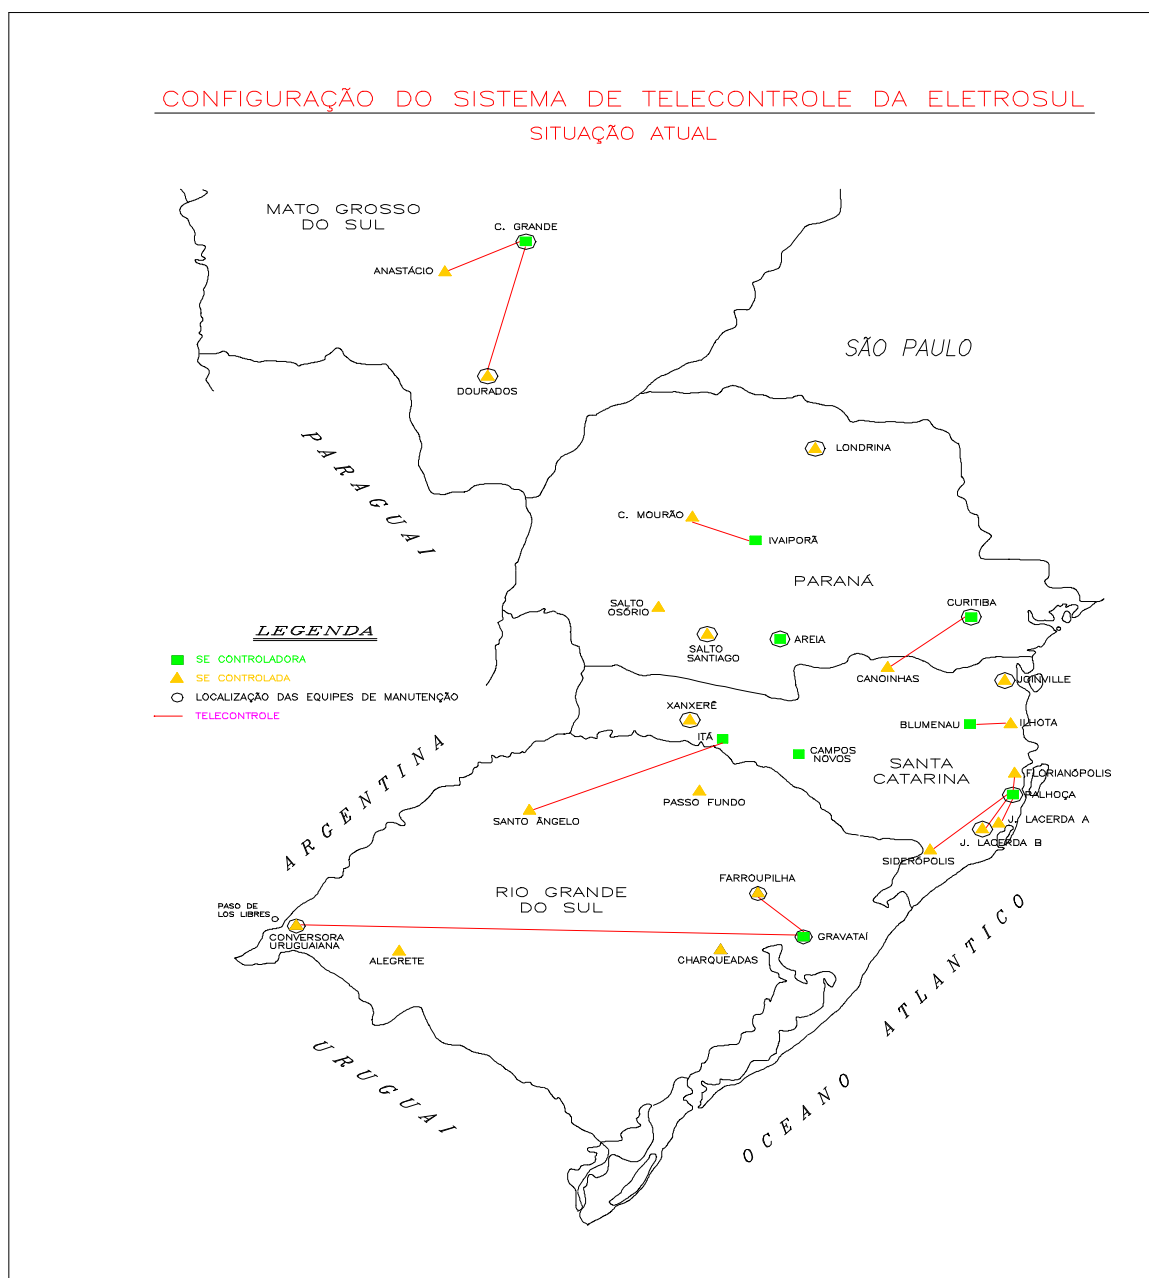 CONFIGURAÇÃO DO SISTEMA DE TELECONTROLE DA ELETROSUL
SITUAÇÃO ATUAL
MATO GROSSO
DO SUL
C. GRANDE
ANASTÁCIO
DOURADOS
SÃO PAULO
PARAGUAI
LONDRINA
C. MOURÃO
IVAIPORÃ
PARANÁ
SALTO
OSÓRIO
CURITIBA
SALTO
SANTIAGO
AREIA
CANOINHAS
LEGENDA
SE CONTROLADORA
SE CONTROLADA
LOCALIZAÇÃO DAS EQUIPES DE MANUTENÇÃO
TELECONTROLE
JOINVILLE
XANXERÊ
ITÁ
BLUMENAU
ILHOTA
CAMPOS
NOVOS
SANTA
CATARINA
FLORIANÓPOLIS
PALHOÇA
ARGENTINA
PASSO FUNDO
SANTO ÂNGELO
J. LACERDA A
J. LACERDA B
SIDERÓPOLIS
RIO GRANDE
DO SUL
FARROUPILHA
PASO DE
LOS LIBRES
CONVERSORA
URUGUAIANA
GRAVATAÍ
ALEGRETE
CHARQUEADAS
URUGUAI
OCEANO ATLANTICO